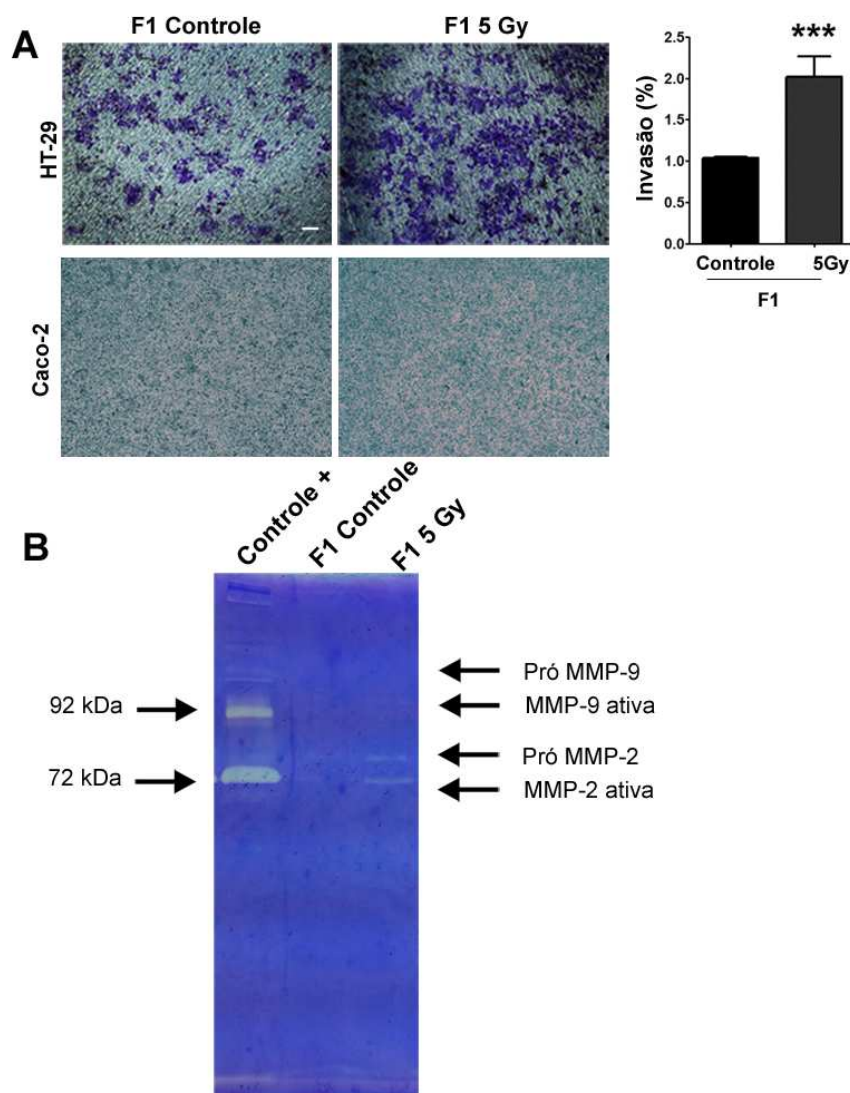 A
F1 Controle
F1 5 Gy
HT-29
Caco-2
***
Invasão (%)
2.5
2.0
1.5
1.0
0.5
0.0
Controle
5Gy
F1
B
Controle +
F1 Controle
F1 5 Gy
92 kDa
72 kDa
Pró MMP-9
MMP-9 ativa
Pró MMP-2
MMP-2 ativa